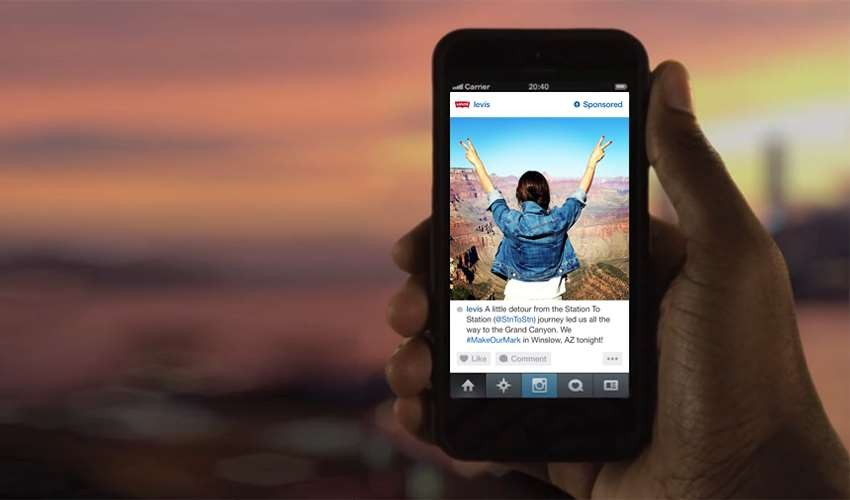 Carrier 20:40
levis Sponsored
levis A little detour from the Station To
Station (@StnToStn) journey led us all the
way to the Grand Canyon. We
#MakeOurMark in Winslow, AZ tonight!
Like Comment